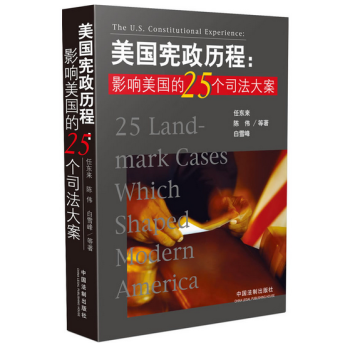 The U.S. Constitutional Experience:
美国宪政历程:
影响美国的25个司法大案
任东来
陈 伟
白雪峰/等著
25 Land-
mark Cases
Which
Shaped
Modern
America
中国法制出版社
CHINA LEGAL PUBLISHING HOUSE
美国宪政历程:
影响美国的25个司法大案
任东来 陈 伟 白雪峰/等著
中国法制出版社